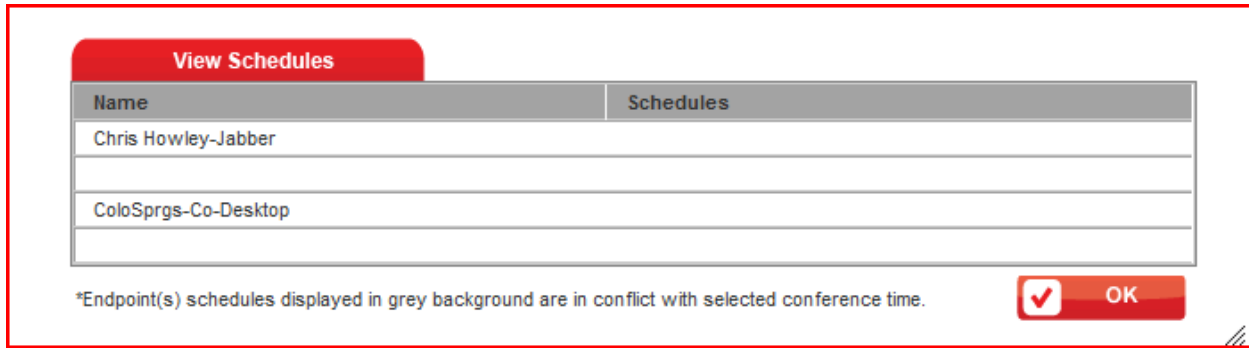 View Schedules
Name Schedules
Chris Howley-Jabber
ColoSprgs-Co-Desktop
*Endpoint(s) schedules displayed in grey background are in conflict with selected conference time.
OK